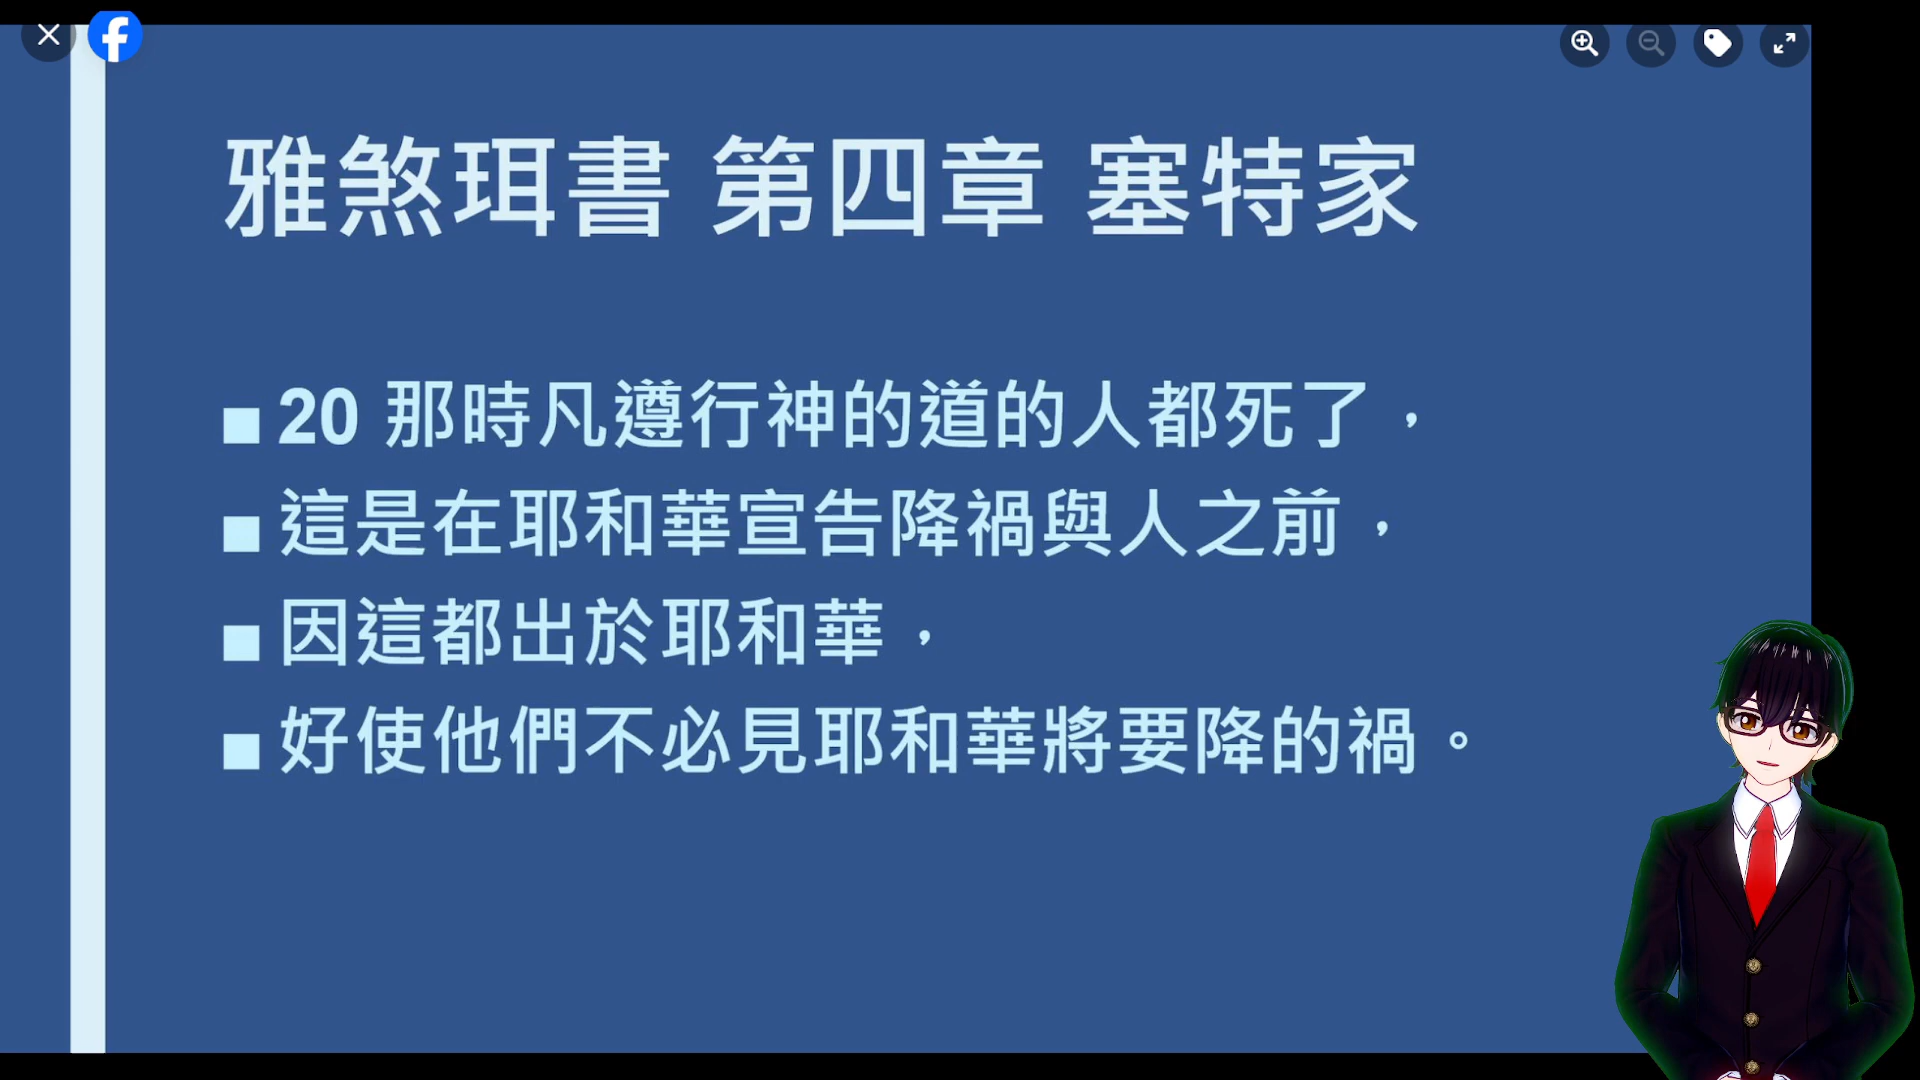 雅煞珥書 第四章 塞特家
20 那時凡遵行神的道的人都死了，
這是在耶和華宣告降禍與人之前，
因這都出於耶和華，
好使他們不必見耶和華將要降的禍。